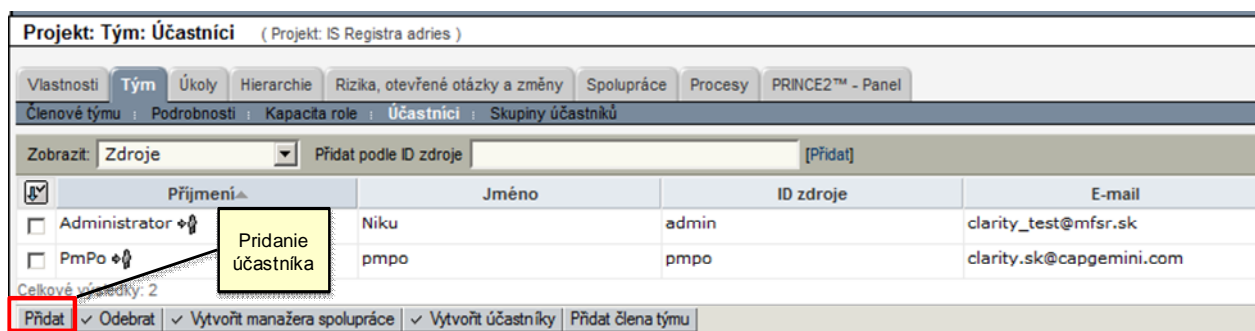 Projekt: Tým: Účastníci ( Projekt: IS Registra adries )
Vlastnosti Tým Úkoly Hierarchie Rizika, otevřené otázky a změny Spolupráce Procesy PRINCE2™ - Panel
Členové týmu Podrobnosti Kapacita role Účastníci Skupiny účastníků
Zobrazit: Zdroje Přidat podle ID zdroje [Přidat]
Příjmení Jméno ID zdroje E-mail
Administrator Niku admin clarity_test@mfsr.sk
PmPo pmpo pmpo clarity.sk@capgemini.com
Pridanie
účastníka
Celkové výsledky: 2
Přidat Odebrat Vytvořit manažera spolupráce Vytvořit účastníky Přidat člena týmu